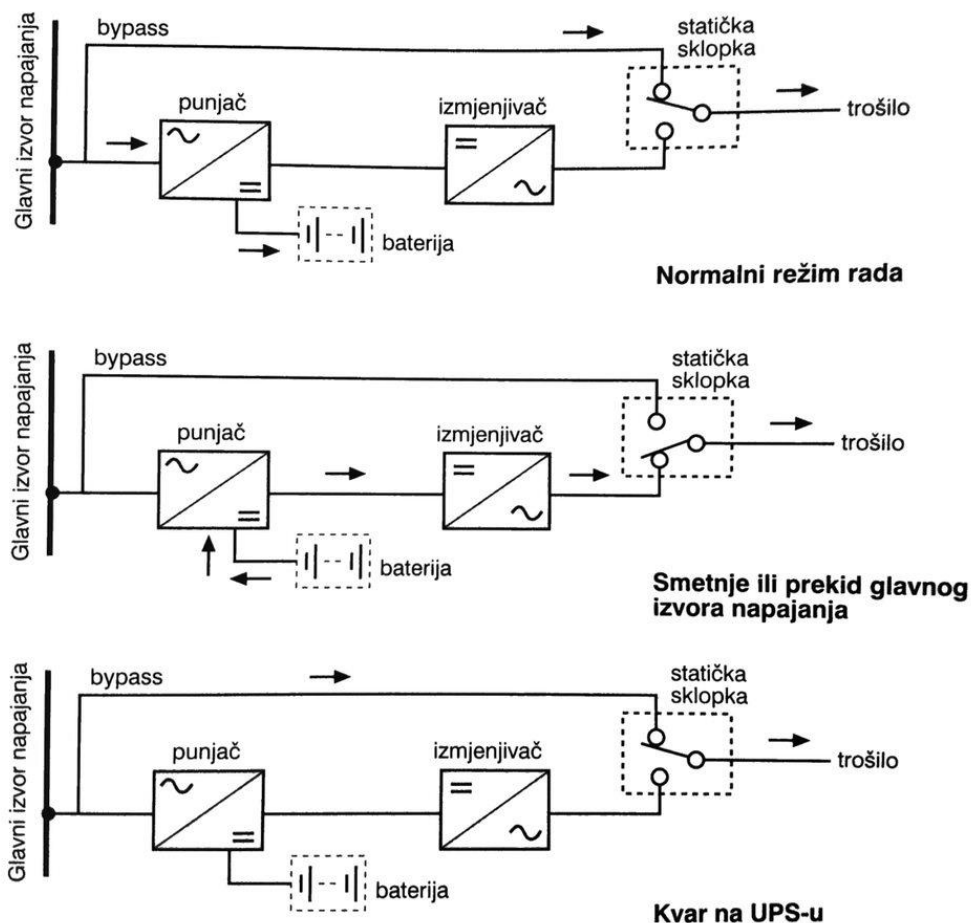 Glavni izvor napajanja
bypass
statička
sklopka
punjač
izmjenjivač
trošilo
baterija
Normalni režim rada
Glavni izvor napajanja
bypass
statička
sklopka
punjač
izmjenjivač
trošilo
baterija
Smetnje ili prekid glavnog
izvora napajanja
Glavni izvor napajanja
bypass
statička
sklopka
punjač
izmjenjivač
trošilo
baterija
Kvar na UPS-u